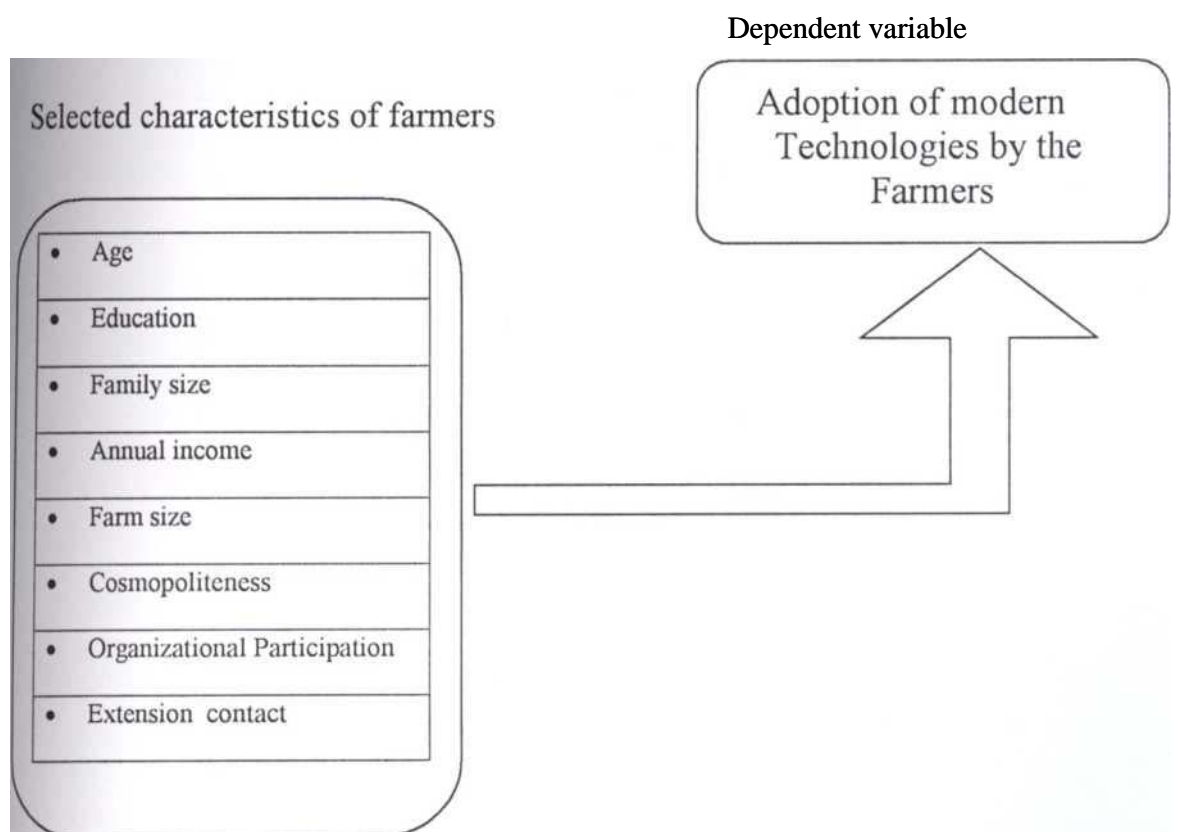 Dependent variable
Adoption of modern
Technologies by the
Farmers
Selected characteristics of farmers
• Age
• Education
• Family size
• Annual income
• Farm size
• Cosmopoliteness
• Organizational Participation
• Extension contact